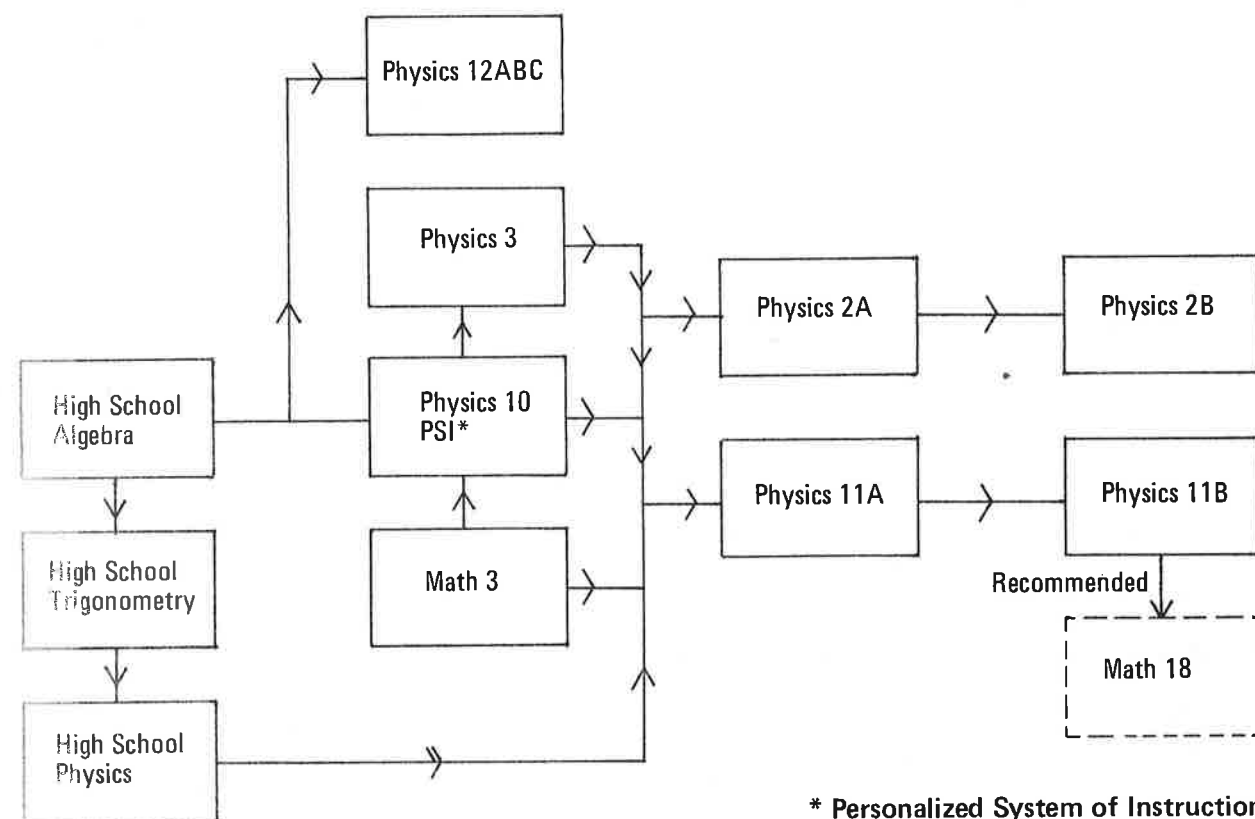 Physics 12ABC
Physics 3
Physics 2A
Physics 2B
High School
Algebra
Physics 10
PSI*
Physics 11A
Physics 11B
High School
Trigonometry
Math 3
Recommended
Math 18
High School
Physics
* Personalized System of Instruction